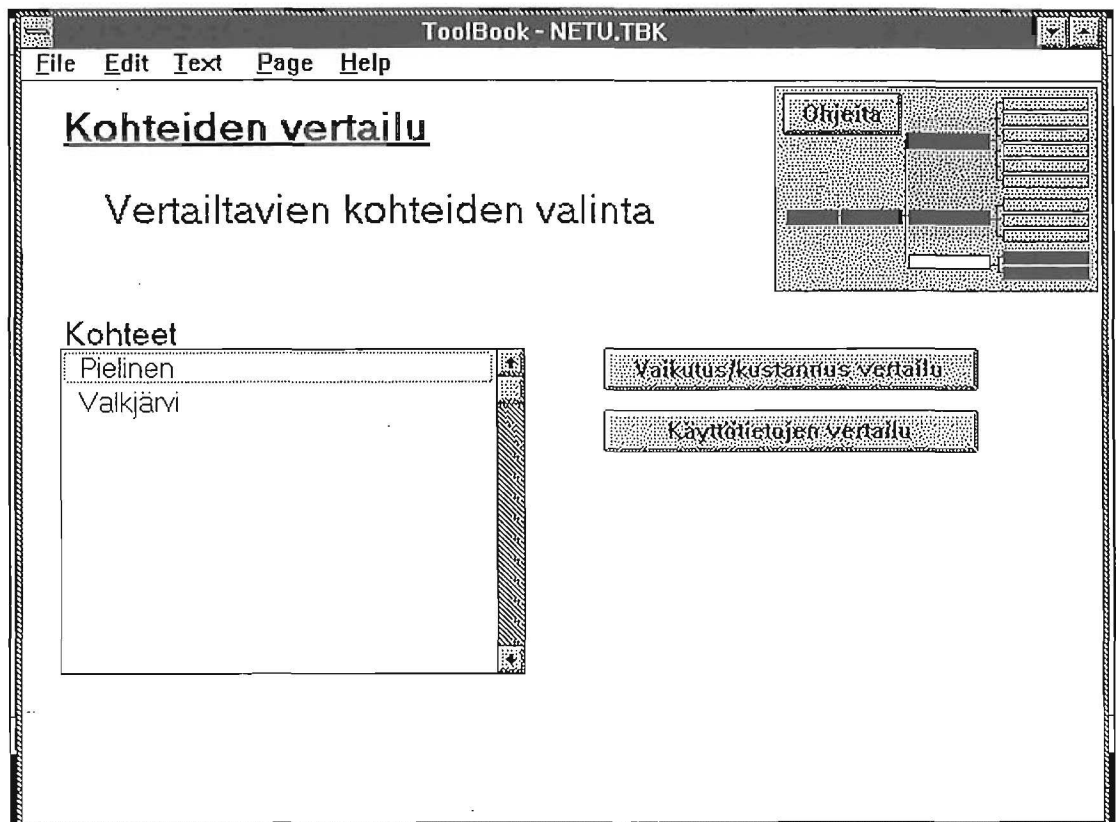 ToolBook - NETU.TBK
File Edit Text Page Help
Kohteiden vertailu
Ohjeita
Vertailtavien kohteiden valinta
Kohteet
Pielinen
Valkjärvi
Vaikutus/kustannus vertailu
Käyttötietojen vertailu